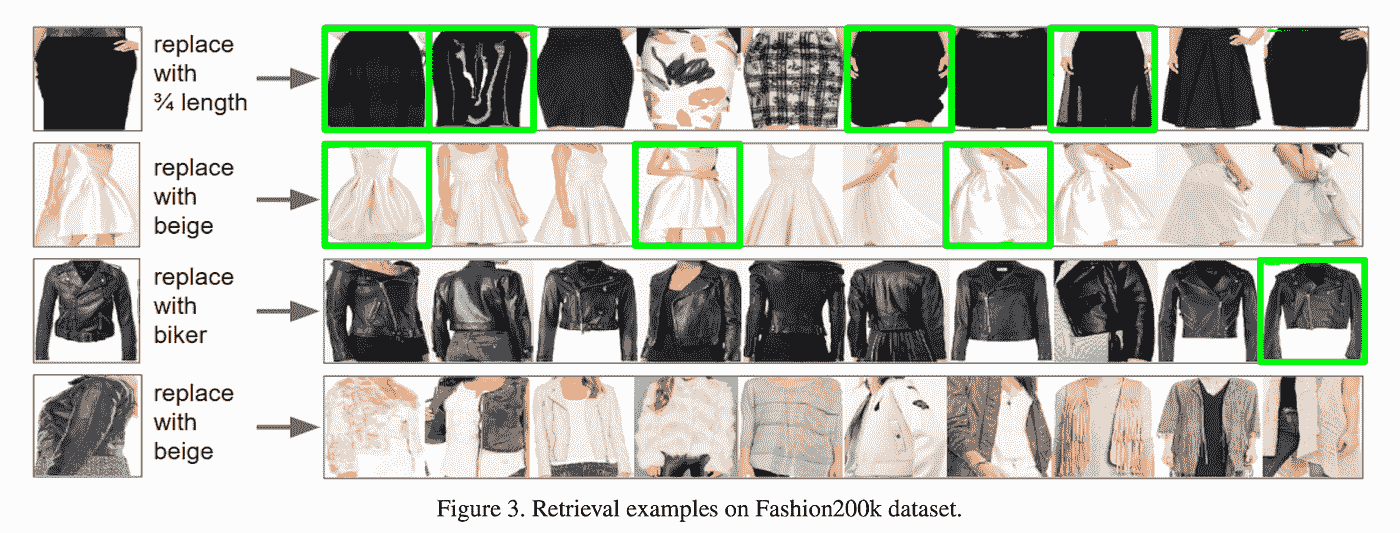 replace
with
¾ length
replace
with
beige
replace
with
biker
replace
with
beige
Figure 3. Retrieval examples on Fashion200k dataset.